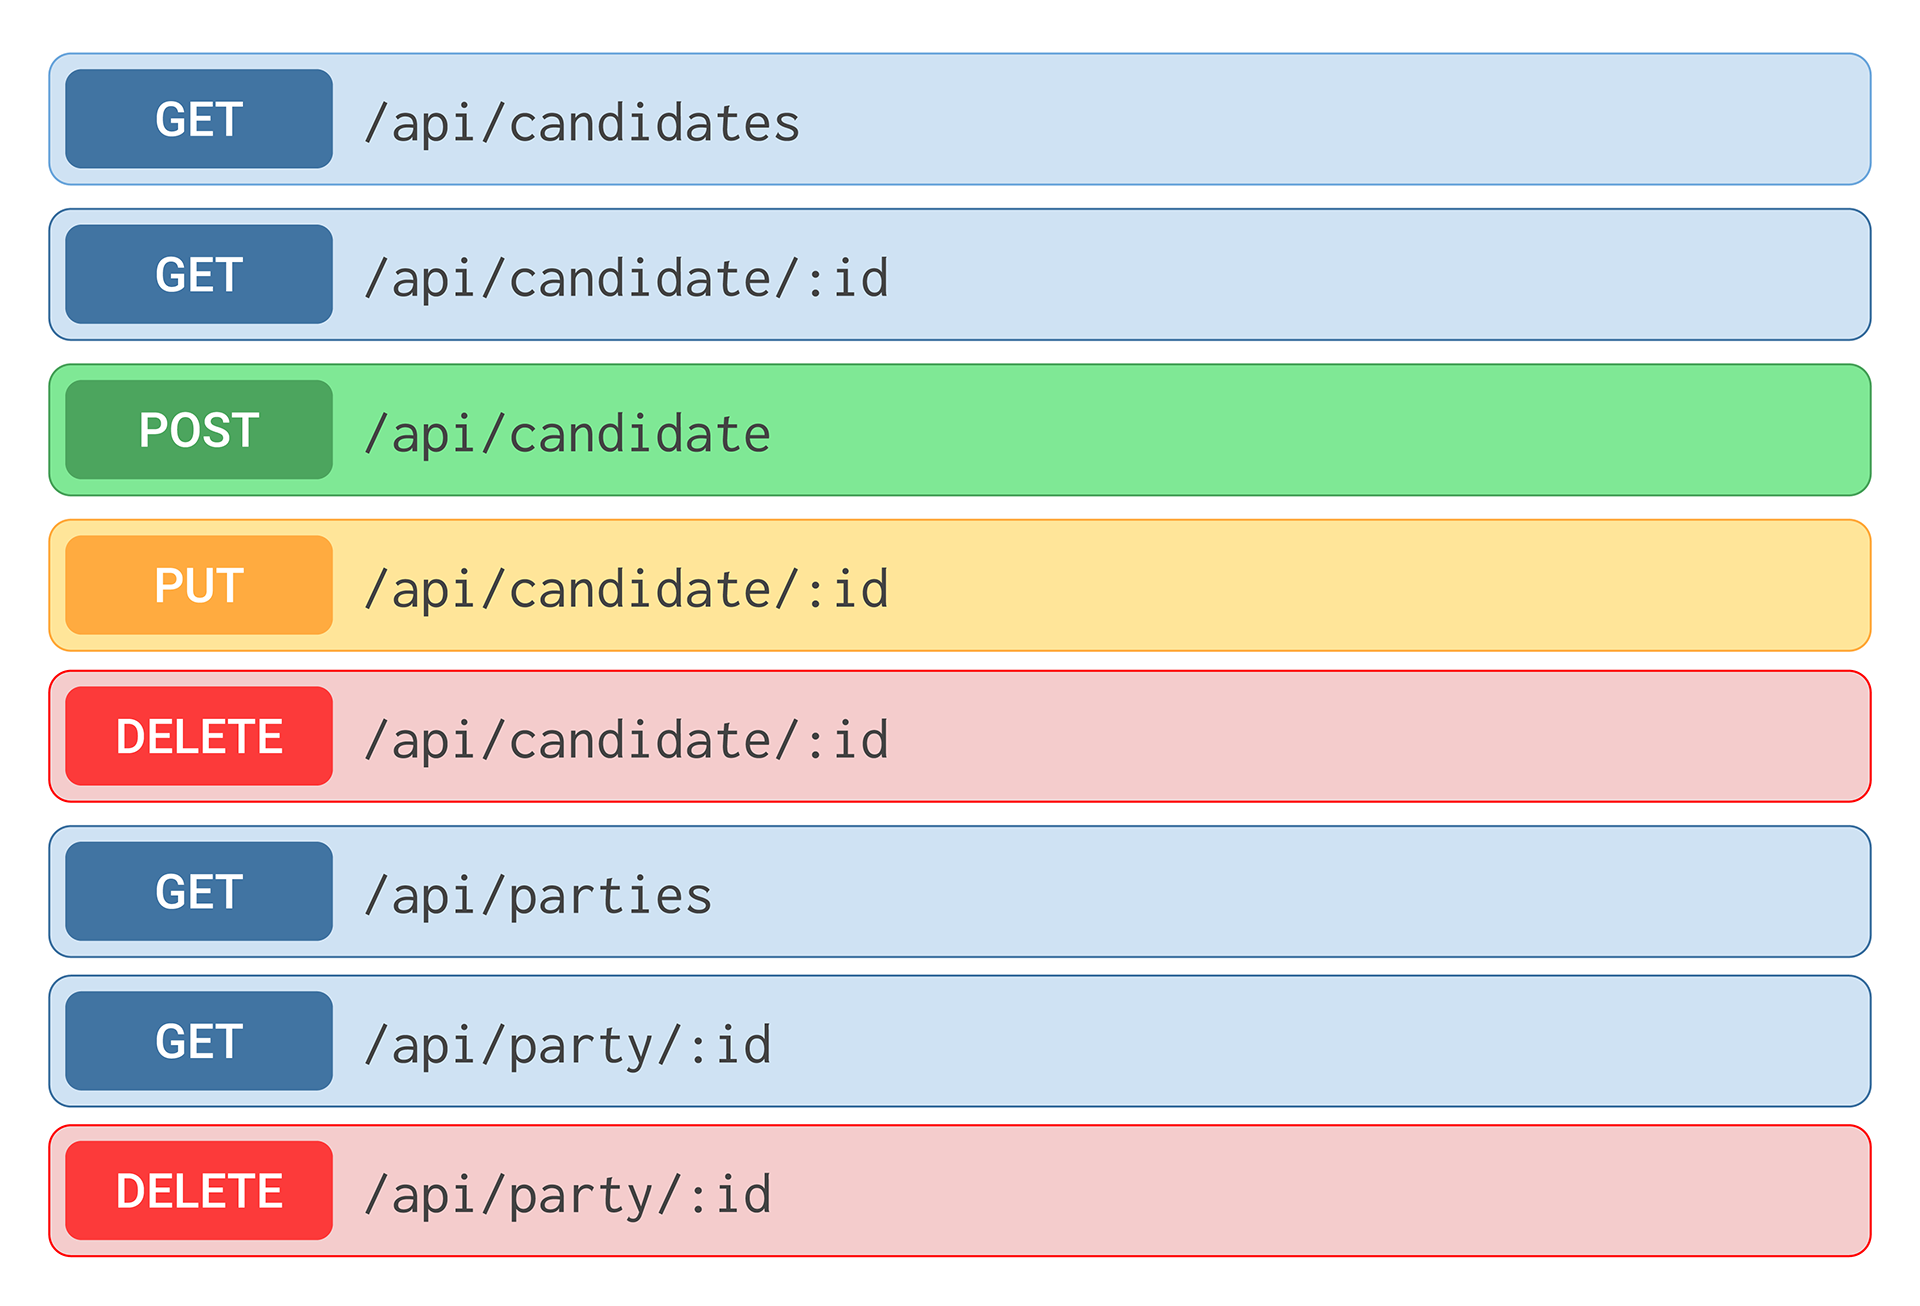 GET /api/candidates
GET /api/candidate/:id
POST /api/candidate
PUT /api/candidate/:id
DELETE /api/candidate/:id
GET /api/parties
GET /api/party/:id
DELETE /api/party/:id